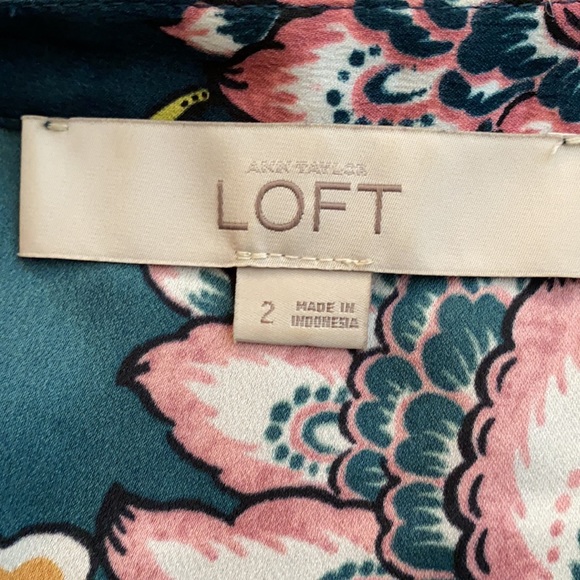 ANN TAYLOR
LOFT
2
MADE IN
INDONESIA